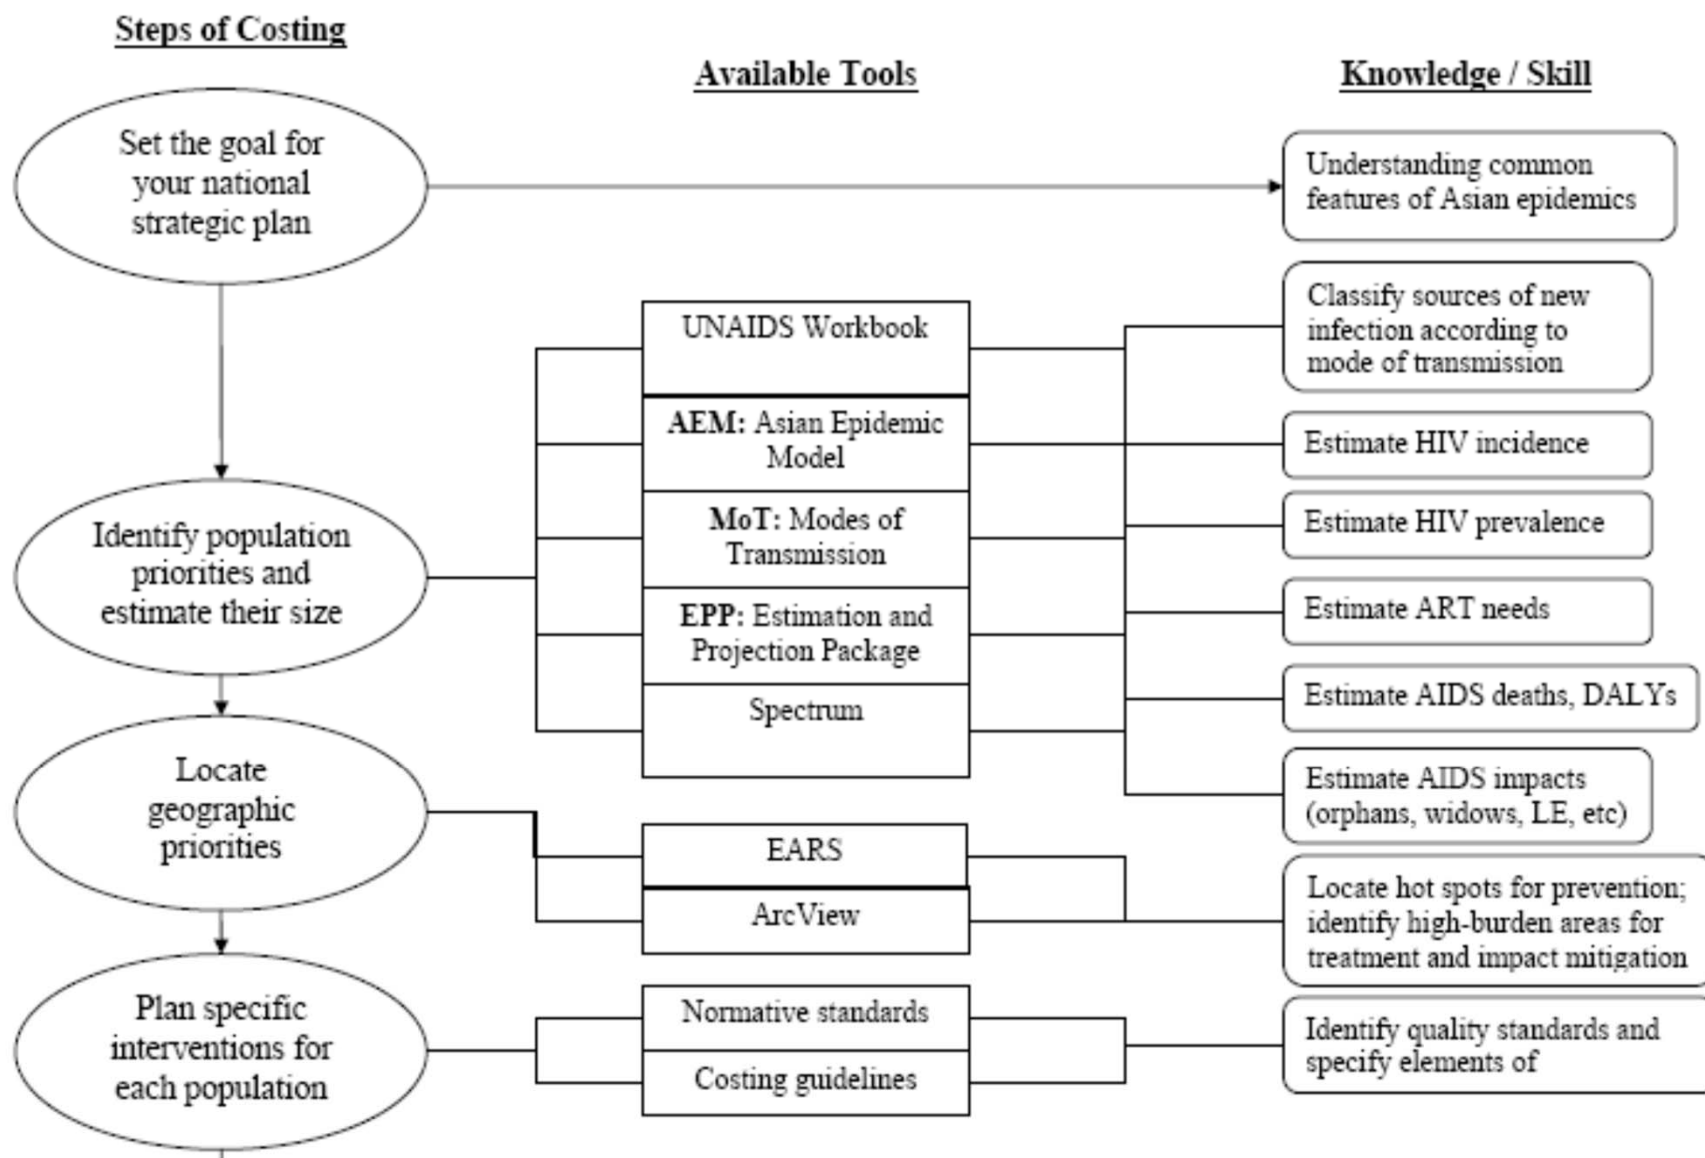 Steps of Costing
Available Tools
Knowledge / Skill
Set the goal for
your national
strategic plan
Understanding common
features of Asian epidemics
Identify population
priorities and
estimate their size
UNAIDS Workbook
AEM: Asian Epidemic
Model
MoT: Modes of
Transmission
EPP: Estimation and
Projection Package
Spectrum
Classify sources of new
infection according to
mode of transmission
Estimate HIV incidence
Estimate HIV prevalence
Estimate ART needs
Estimate AIDS deaths, DALYs
Estimate AIDS impacts
(orphans, widows, LE, etc)
Locate
geographic
priorities
EARS
ArcView
Locate hot spots for prevention;
identify high-burden areas for
treatment and impact mitigation
Plan specific
interventions for
each population
Normative standards
Costing guidelines
Identify quality standards and
specify elements of